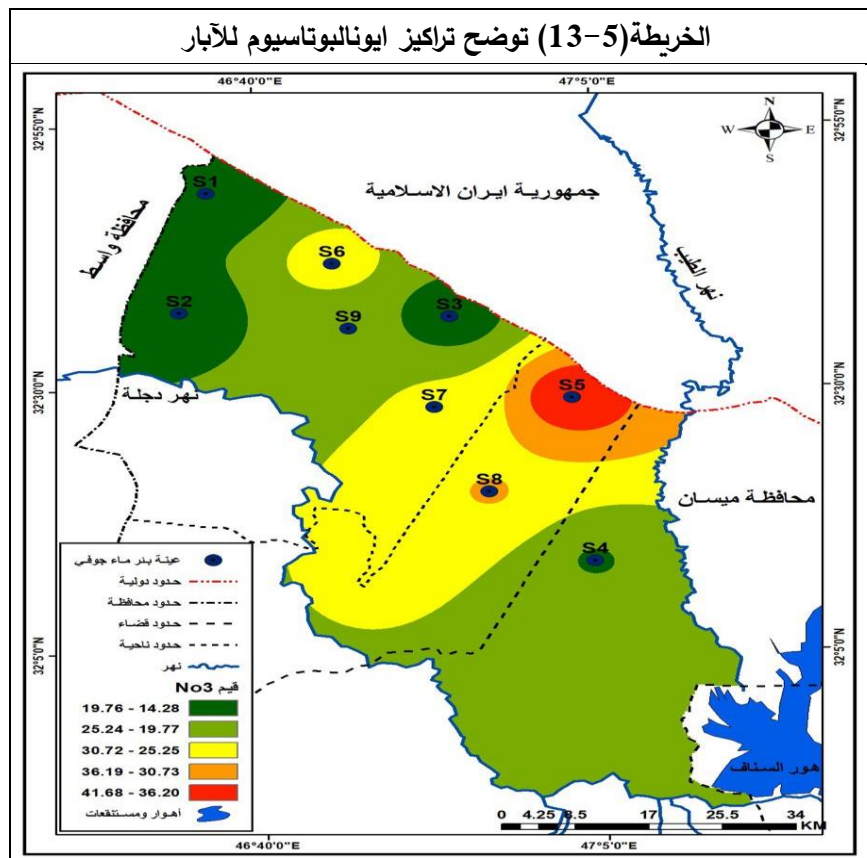 الخريطة(5-13) توضح تراكيز ايونالبوتاسيوم للآبار
46°40'0"E
47°5'0"E
32°55'0"N
32°55'0"N
N
W E
S
S1
جمهورية ايران الاسلامية
محافظة واسط
نهر الطيب
S6
S2
S3
S9
32°30'0"N
32°30'0"N
نهر دجلة
S5
S7
S8
محافظة ميسان
S4
عينة بئر ماء جوفي
حدود دولية
حدود محافظة
حدود قضاء
حدود ناحية
نهر
قيم No3
19.76 - 14.28
25.24 - 19.77
30.72 - 25.25
36.19 - 30.73
41.68 - 36.20
أهوار ومستنقعات
32°5'0"N
32°5'0"N
هور السناف
0 4.25 8.5 17 25.5 34
KM
46°40'0"E
47°5'0"E